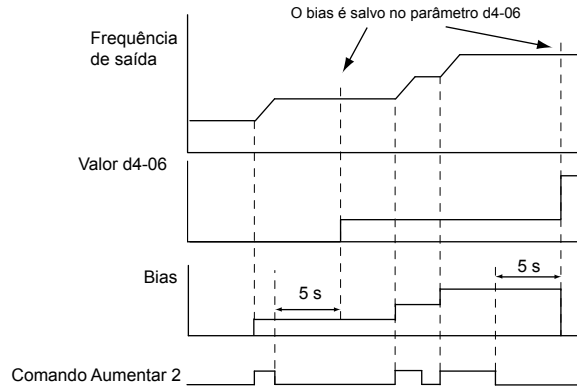 O bias é salvo no parâmetro d4-06
Frequência
de saída
Valor d4-06
Bias
5 s
5 s
Comando Aumentar 2